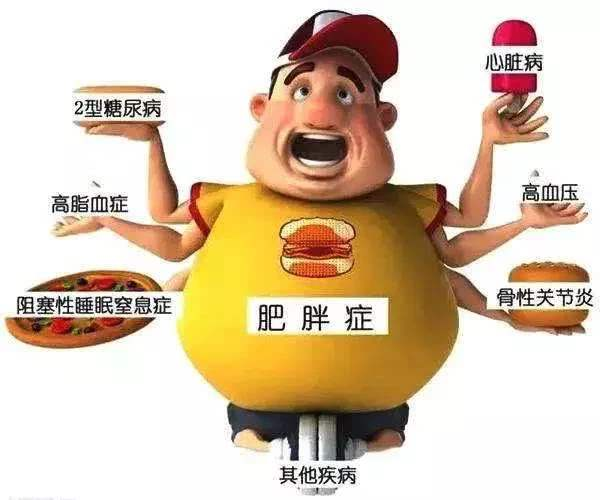 心脏病
2型糖尿病
高脂血症
高血压
阻塞性睡眠窒息症
骨性关节炎
肥胖症
其他疾病